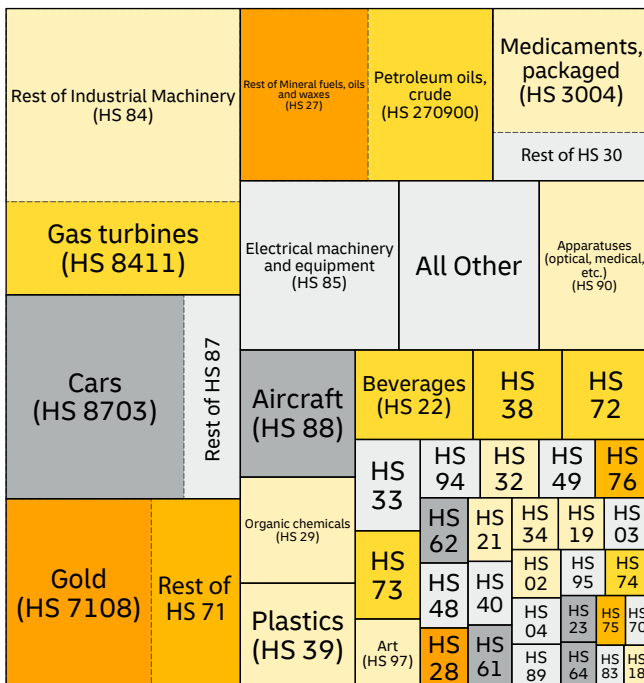 Rest of Industrial Machinery
(HS 84)
Gas turbines
(HS 8411)
Cars
(HS 8703)
Rest of HS 87
Gold
(HS 7108)
Rest of
HS 71
Rest of Mineral fuels, oils
and waxes
(HS 27)
Petroleum oils,
crude
(HS 270900)
Medicaments,
packaged
(HS 3004)
Rest of HS 30
Electrical machinery
and equipment
(HS 85)
All Other
Apparatuses
(optical, medical,
etc.)
(HS 90)
Aircraft
(HS 88)
Organic chemicals
(HS 29)
Plastics
(HS 39)
Beverages
(HS 22)
HS
38
HS
72
HS
33
HS
73
Art
(HS 97)
HS
94
HS
32
HS
49
HS
76
HS
62
HS
21
HS
34
HS
19
HS
03
HS
48
HS
40
HS
02
HS
95
HS
74
HS
28
HS
61
HS
04
HS
23
HS
75
HS
70
HS
89
HS
64
HS
83
HS
18